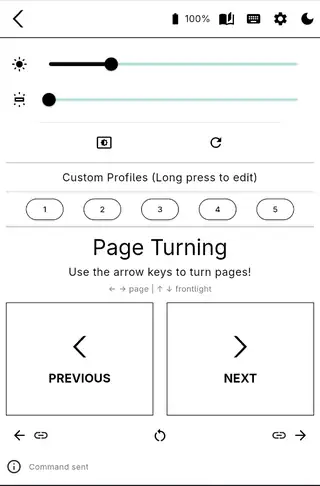 100%
Custom Profiles (Long press to edit)
1 2 3 4 5
Page Turning
Use the arrow keys to turn pages!
← → page | ↑ ↓ frontlight
PREVIOUS NEXT
Command sent